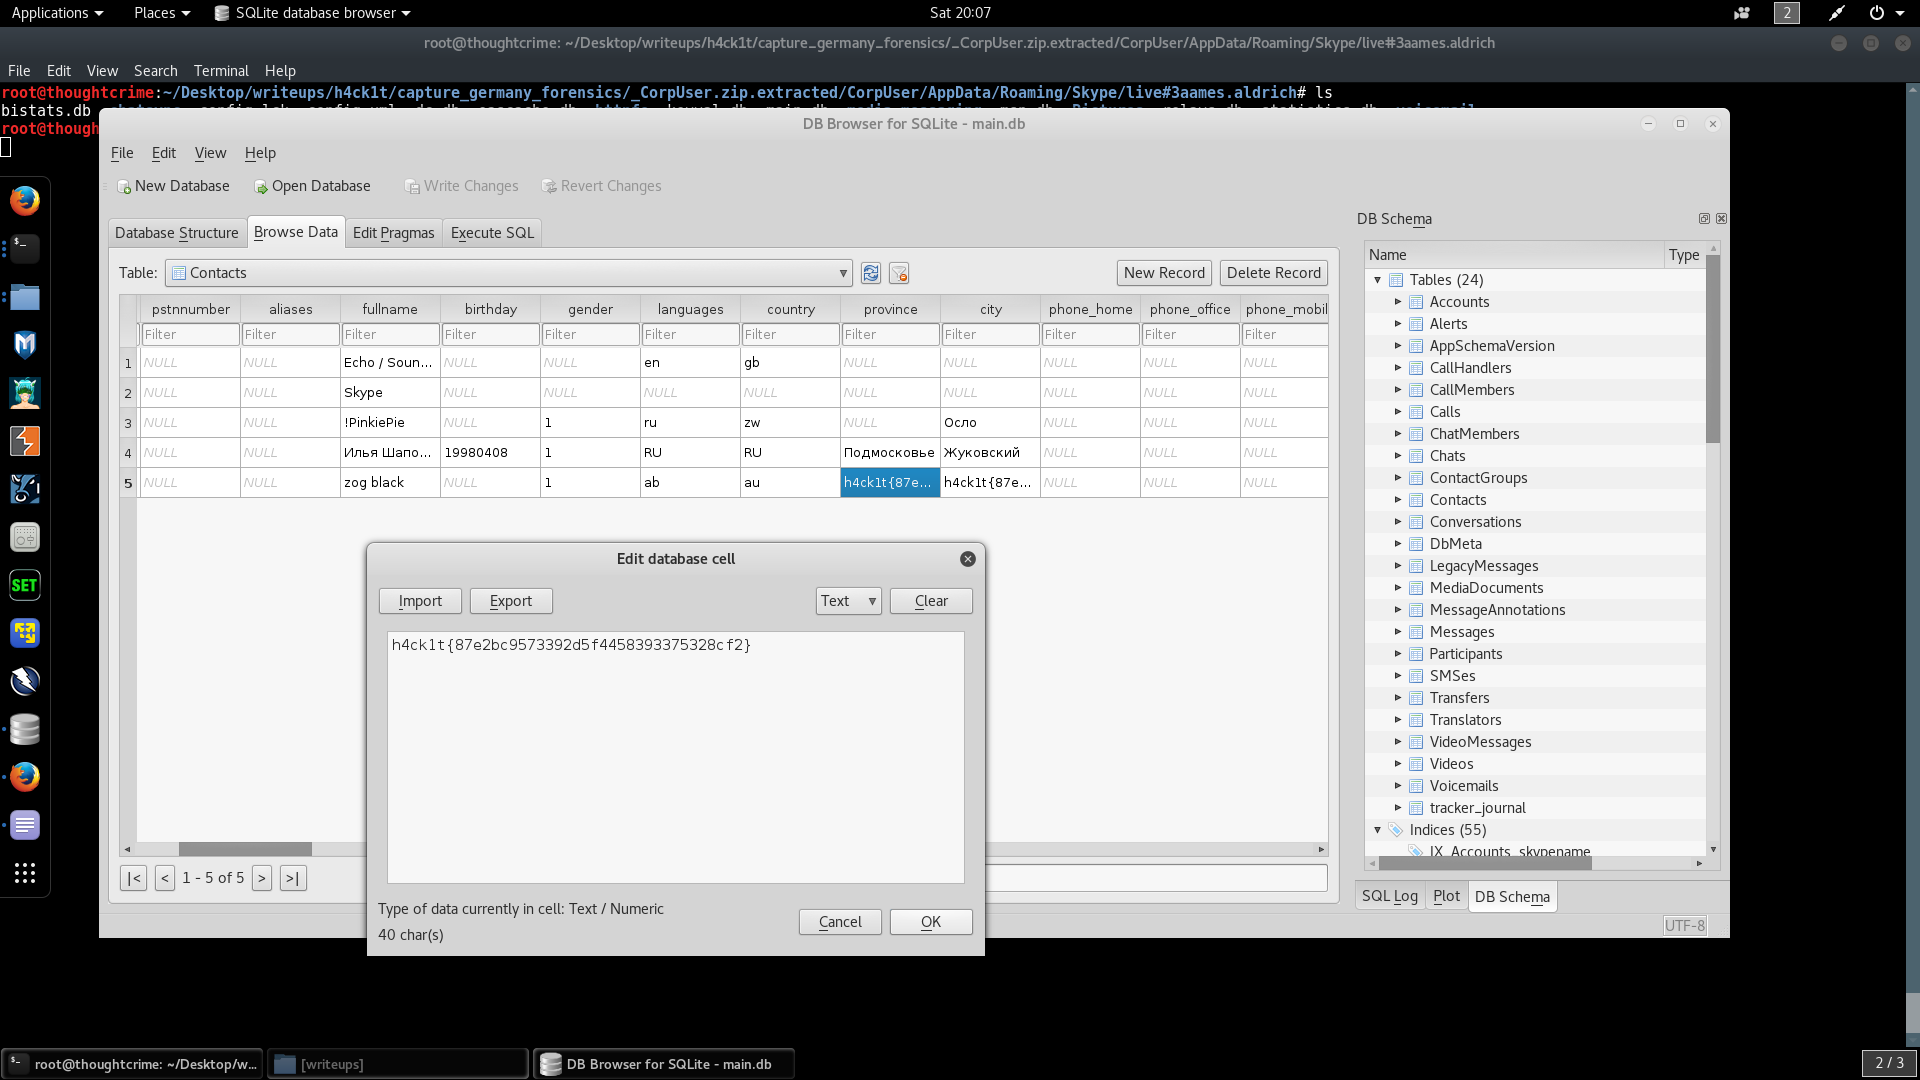 Applications Places SQLite database browser Sat 20:07 2
root@thoughtcrime: ~/Desktop/writeups/h4ck1t/capture_germany_forensics/_CorpUser.zip.extracted/CorpUser/AppData/Roaming/Skype/live#3aames.aldrich
File Edit View Search Terminal Help
root@thoughtcrime:~/Desktop/writeups/h4ck1t/capture_germany_forensics/_CorpUser.zip.extracted/CorpUser/AppData/Roaming/Skype/live#3aames.aldrich# ls
bistats.db
root@though
DB Browser for SQLite - main.db
File Edit View Help
New Database Open Database Write Changes Revert Changes
Database Structure Browse Data Edit Pragmas Execute SQL
Table: Contacts New Record Delete Record
pstnnumber aliases fullname birthday gender languages country province city phone_home phone_office phone_mobil
Filter Filter Filter Filter Filter Filter Filter Filter Filter Filter Filter Filter
1 NULL NULL Echo / Soun... NULL NULL en gb NULL NULL NULL NULL NULL
2 NULL NULL Skype NULL NULL NULL NULL NULL NULL NULL NULL NULL
3 NULL NULL !PinkiePie NULL 1 ru zw NULL Осло NULL NULL NULL
4 NULL NULL Илья Шапо... 19980408 1 RU RU Подмосковье Жуковский NULL NULL NULL
5 NULL NULL zog black NULL 1 ab au h4ck1t{87e... h4ck1t{87e... NULL NULL NULL
|< < 1 - 5 of 5 > >|
Edit database cell
Import Export Text Clear
h4ck1t{87e2bc9573392d5f4458393375328cf2}
Type of data currently in cell: Text / Numeric
40 char(s)
Cancel OK
DB Schema
Name Type
Tables (24)
Accounts
Alerts
AppSchemaVersion
CallHandlers
CallMembers
Calls
ChatMembers
Chats
ContactGroups
Contacts
Conversations
DbMeta
LegacyMessages
MediaDocuments
MessageAnnotations
Messages
Participants
SMSes
Transfers
Translators
VideoMessages
Videos
Voicemails
tracker_journal
Indices (55)
IX_Accounts_skypename
SQL Log Plot DB Schema
UTF-8
SET
root@thoughtcrime: ~/Desktop/w... [writeups] DB Browser for SQLite - main.db 2 / 3